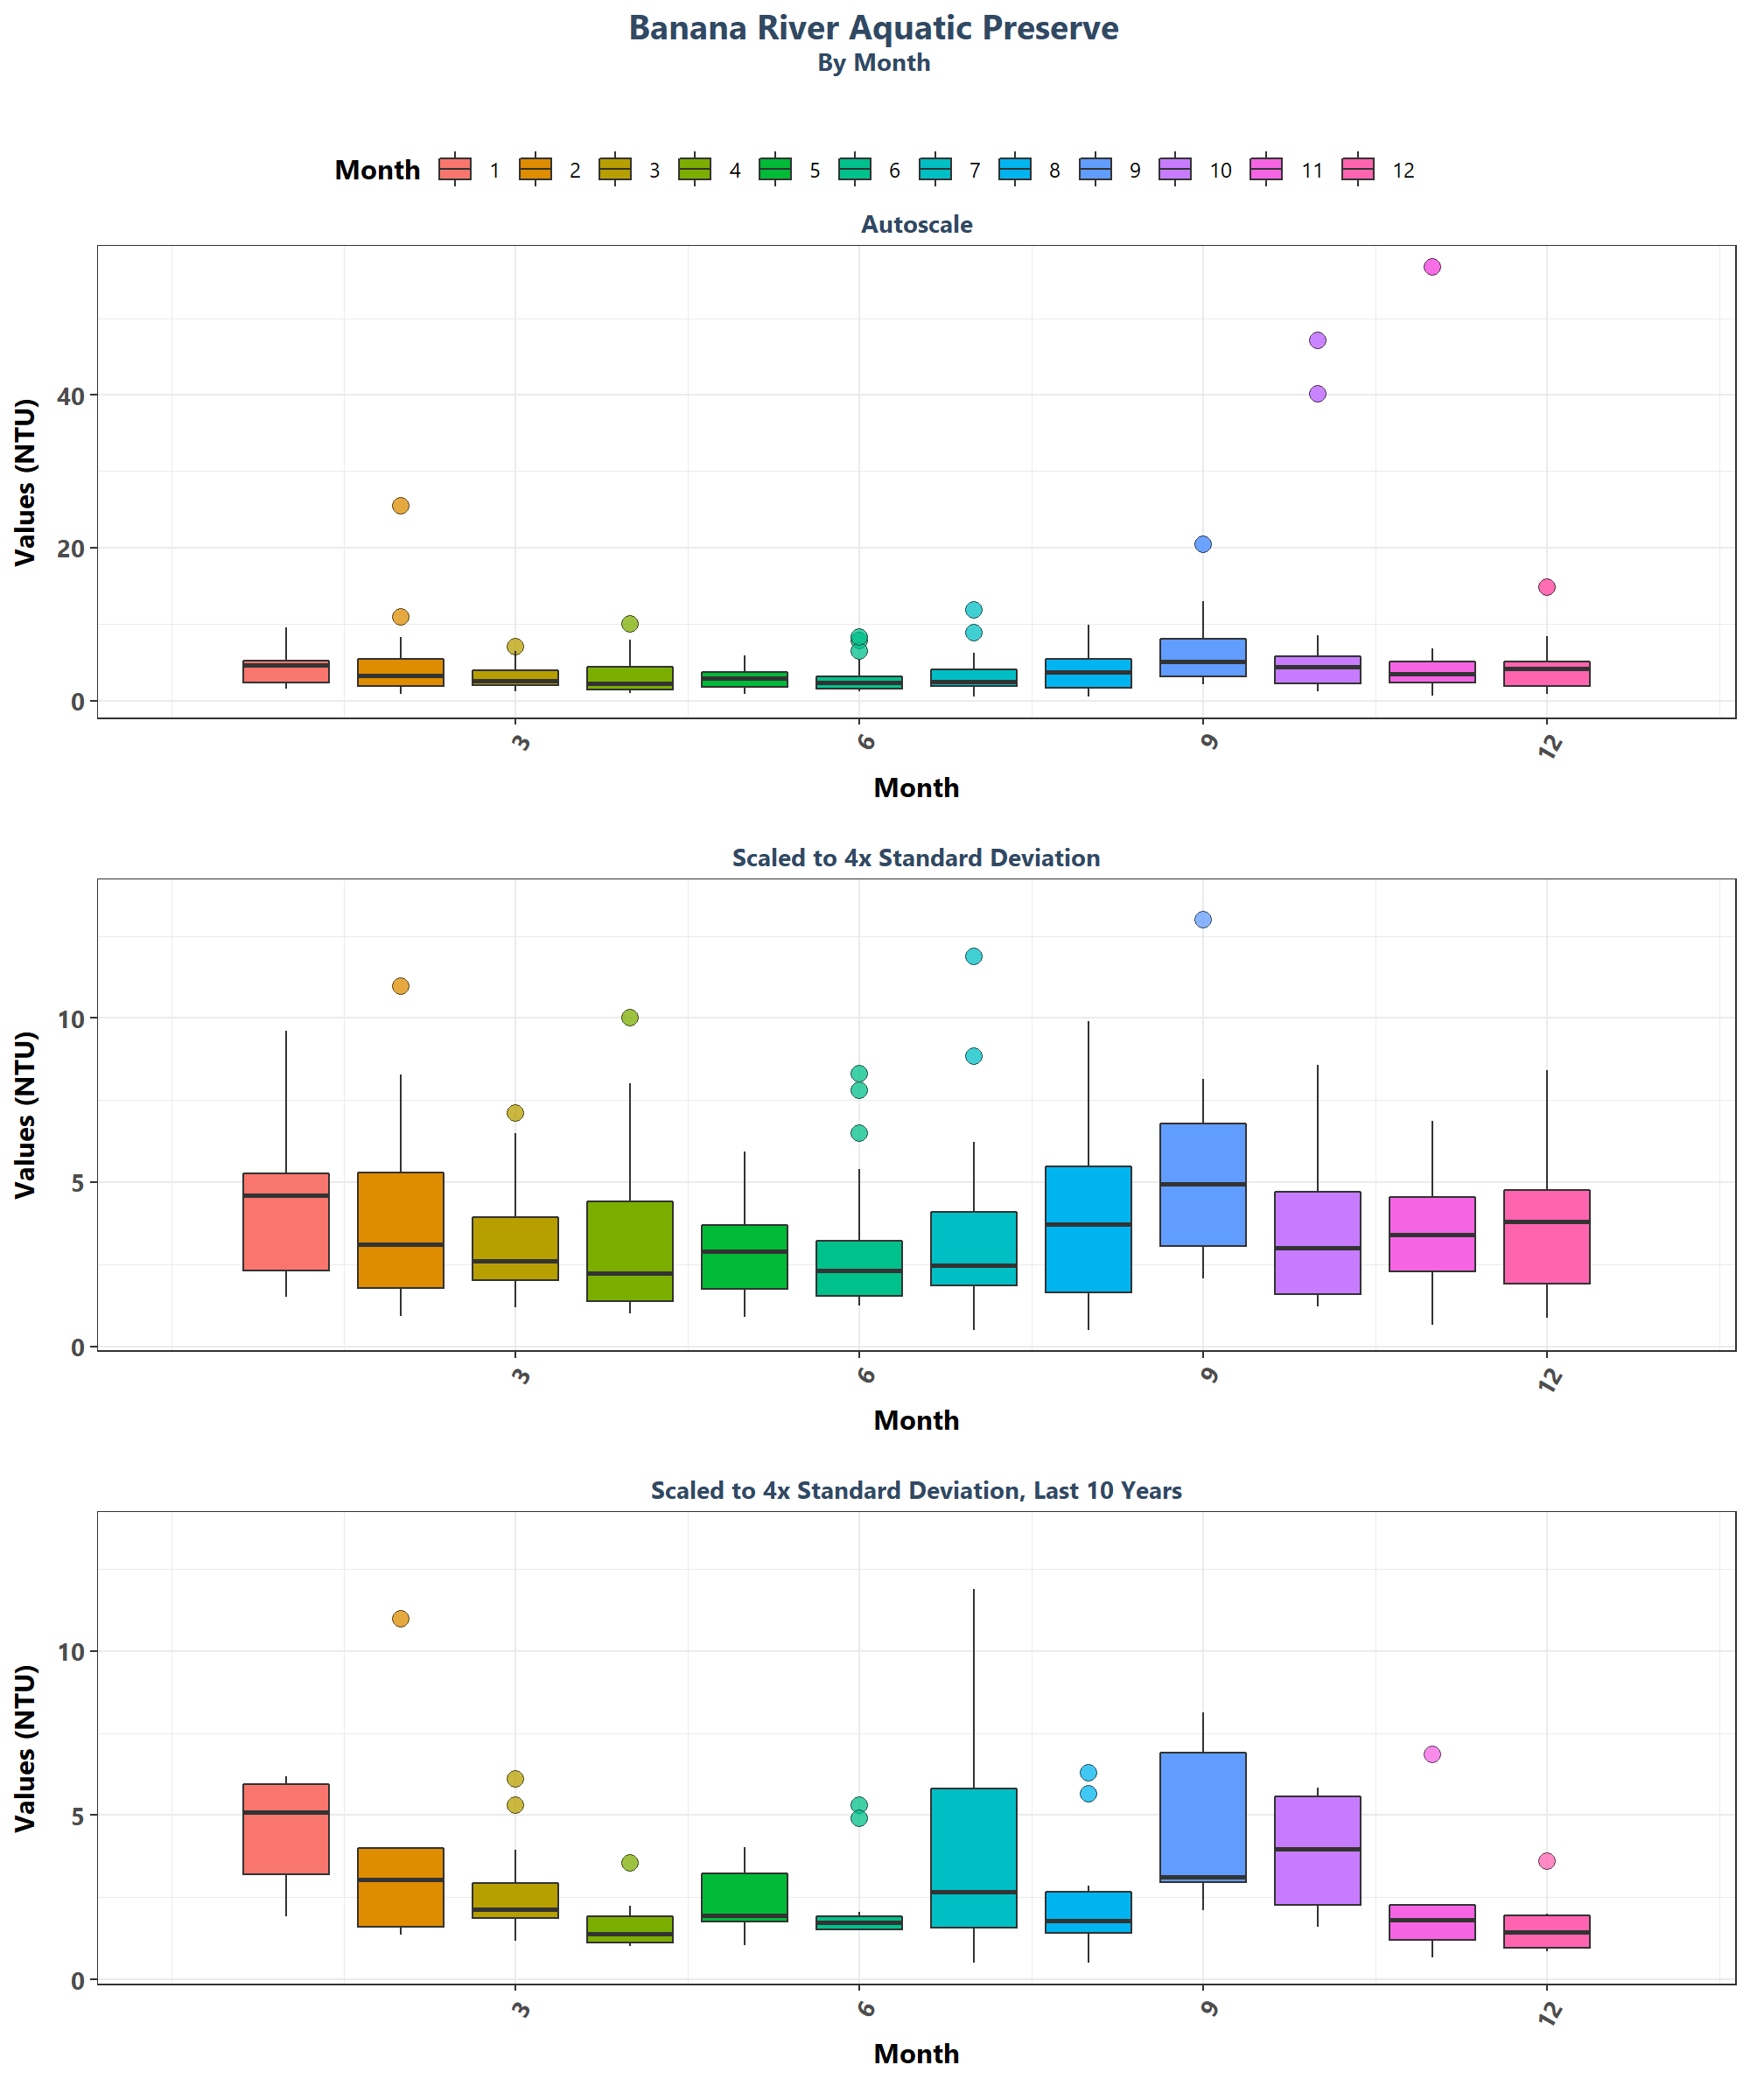 Banana River Aquatic Preserve
By Month
Month 1 2 3 4 5 6 7 8 9 10 11 12
Autoscale
Values (NTU)
40
20
0
3 6 9 12
Month
Scaled to 4x Standard Deviation
Values (NTU)
10
5
0
3 6 9 12
Month
Scaled to 4x Standard Deviation, Last 10 Years
Values (NTU)
10
5
0
3 6 9 12
Month